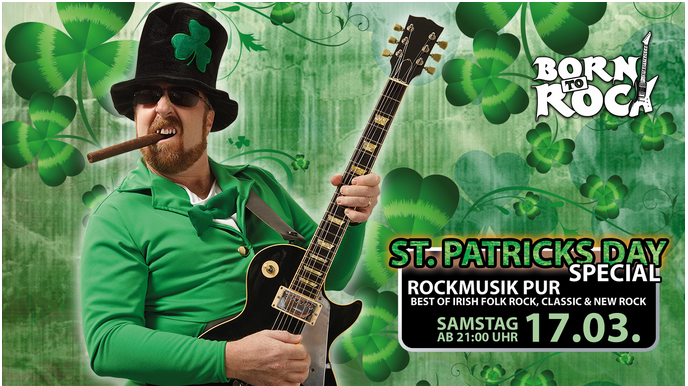 BORN
TO
ROCK
ST. PATRICKS DAY
SPECIAL
ROCKMUSIK PUR
BEST OF IRISH FOLK ROCK, CLASSIC & NEW ROCK
SAMSTAG 17.03.
AB 21:00 UHR